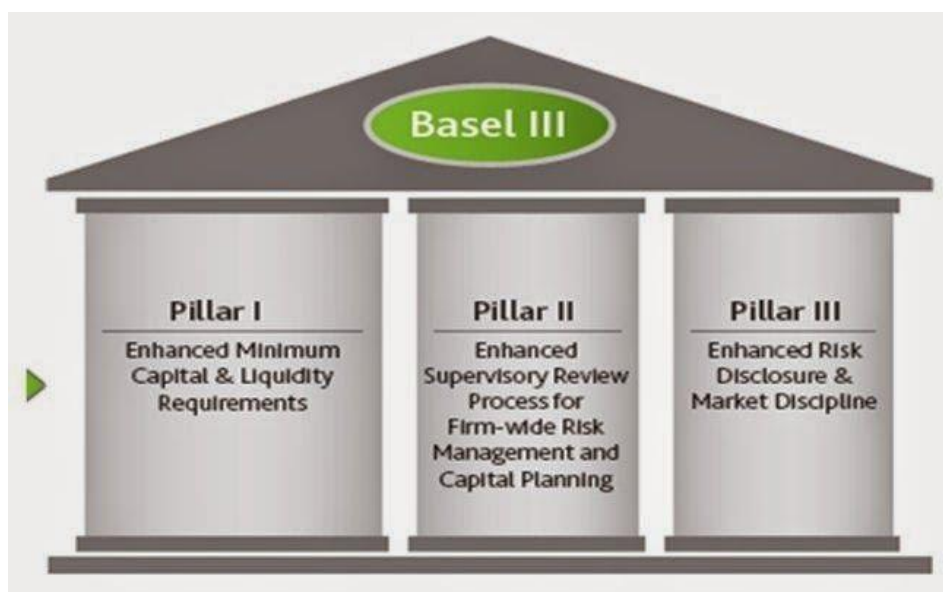 Basel III
Pillar I
Enhanced Minimum
Capital & Liquidity
Requirements
Pillar II
Enhanced
Supervisory Review
Process for
Firm-wide Risk
Management and
Capital Planning
Pillar III
Enhanced Risk
Disclosure &
Market Discipline